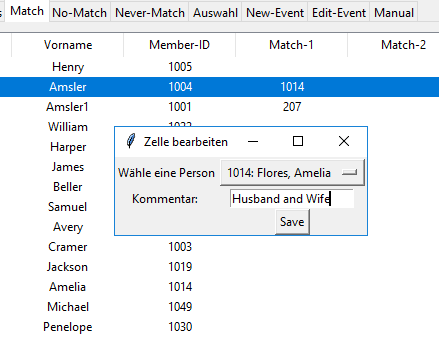 Match No-Match Never-Match Auswahl New-Event Edit-Event Manual
Vorname Member-ID Match-1 Match-2
Henry 1005
Amsler 1004 1014
Amsler1 1001 207
William
Harper
James
Beller
Samuel
Avery
Zelle bearbeiten
Wähle eine Person 1014: Flores, Amelia
Kommentar: Husband and Wife
Save
Cramer 1003
Jackson 1019
Amelia 1014
Michael 1049
Penelope 1030